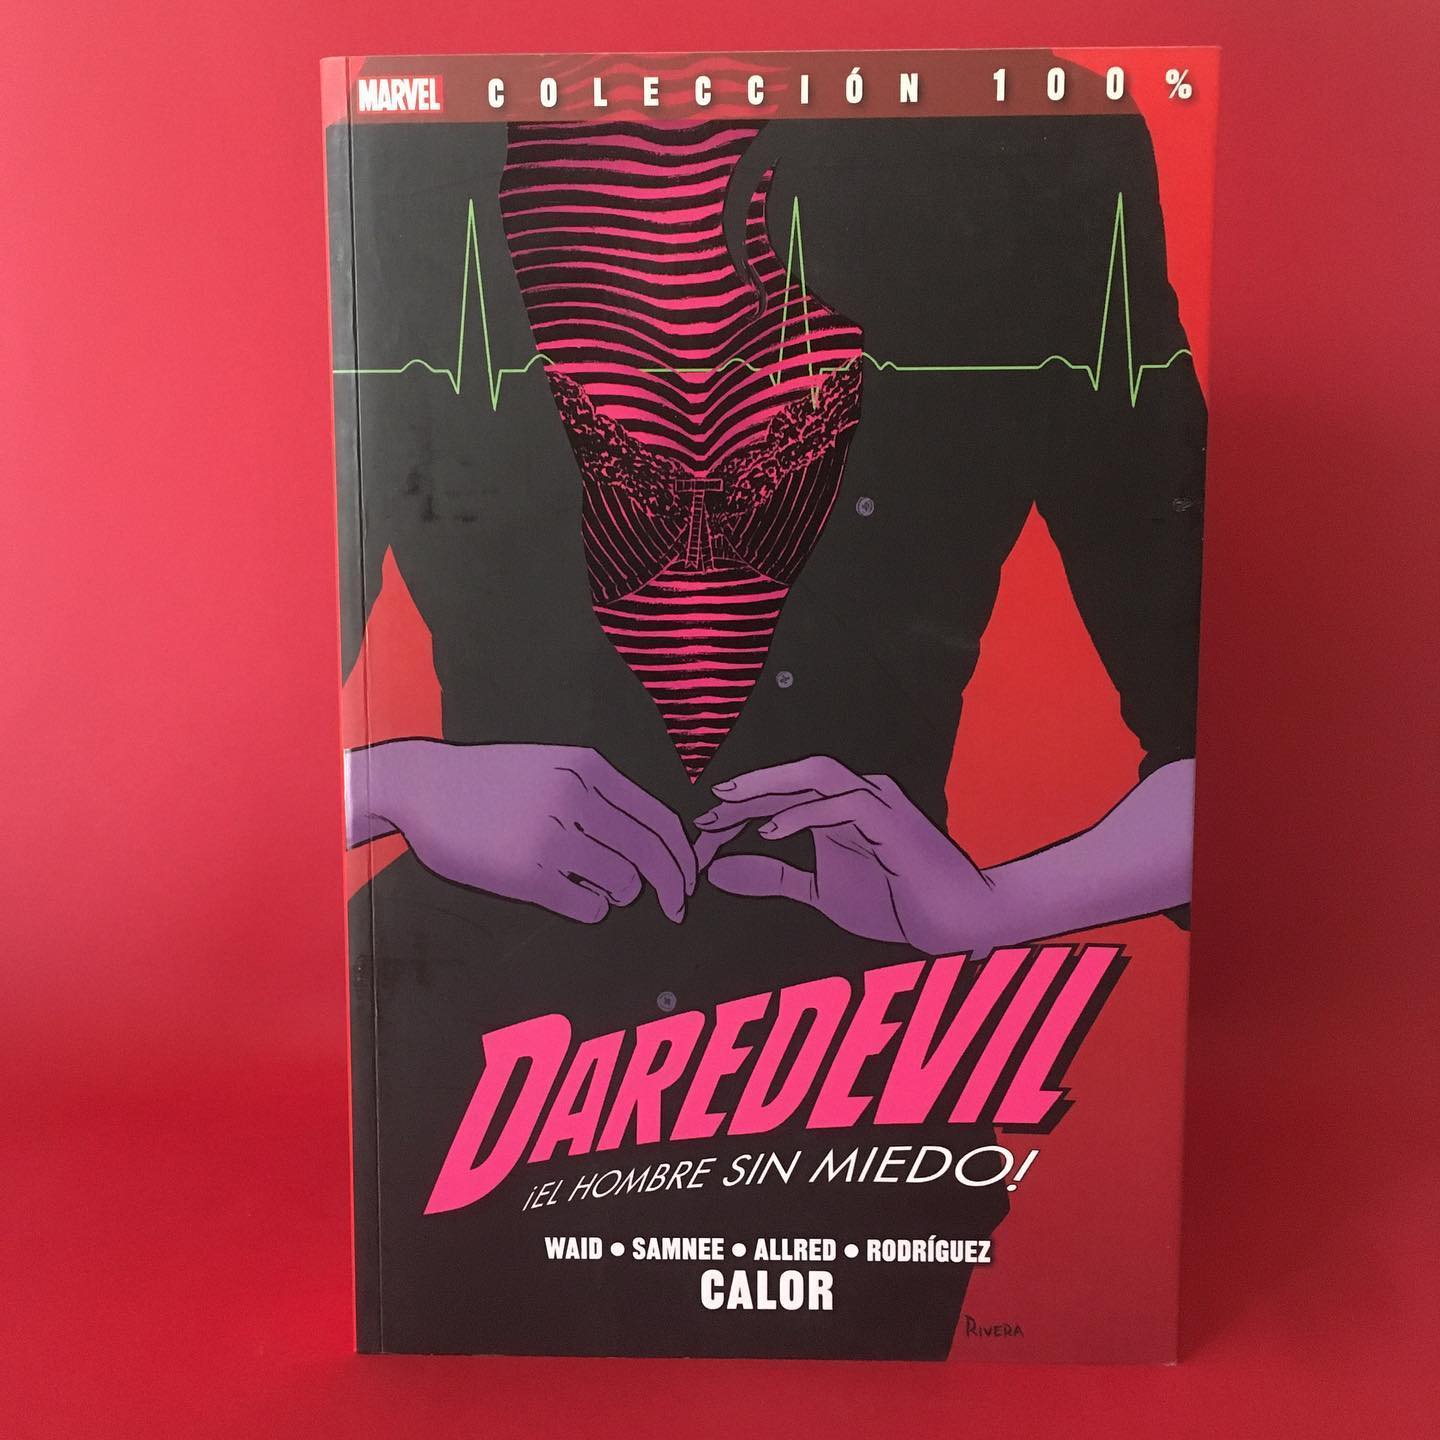 MARVEL COLECCIÓN 100%
DAREDEVIL
¡EL HOMBRE SIN MIEDO!
WAID • SAMNEE • ALLRED • RODRÍGUEZ
CALOR
RIVERA